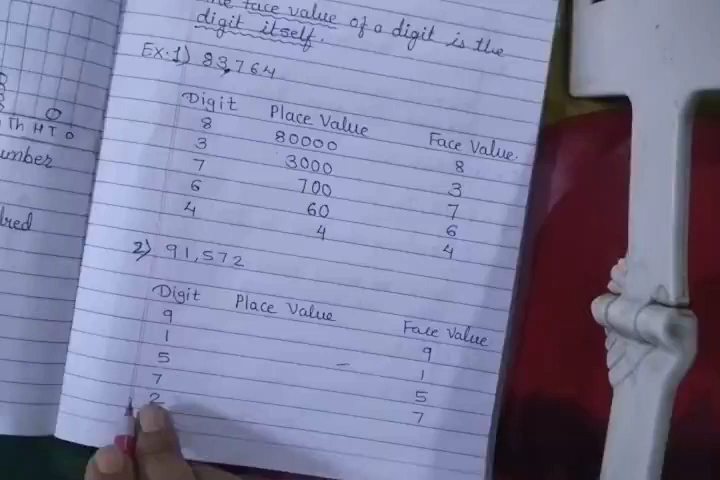 the face value of a digit is the
digit itself.
Ex. 1) 83,764
Digit Place Value Face Value.
8 80000 8
3 3000 3
7 700 7
6 60 6
4 4 4
2) 91,572
Digit Place Value Face Value
9 9
1 1
5 5
7 7
2
Th H T O
umber